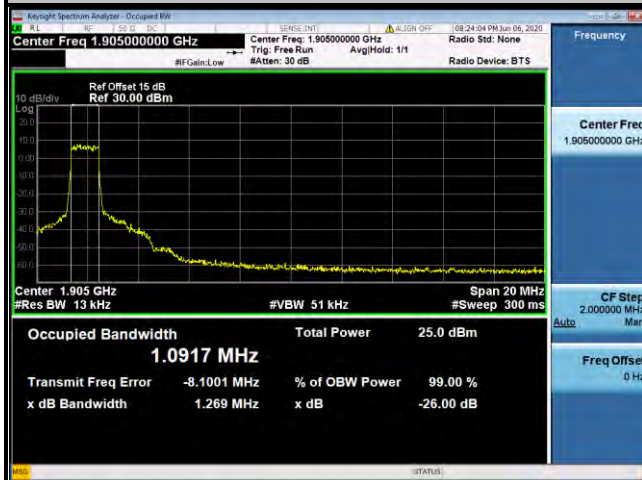 Keysight Spectrum Analyzer - Occupied BW
RL RF 50 Ω DC SENSE:INT ALIGN OFF 08:24:04 PM Jun 06, 2020
Center Freq 1.905000000 GHz Center Freq: 1.905000000 GHz Radio Std: None
Trig: Free Run Avg|Hold: 1/1
#IFGain:Low #Atten: 30 dB Radio Device: BTS
Frequency
Ref Offset 15 dB
10 dB/div Ref 30.00 dBm
Log
20.0
10.0
0.00
-10.0
-20.0
-30.0
-40.0
-50.0
-60.0
Center 1.905 GHz Span 20 MHz
#Res BW 13 kHz #VBW 51 kHz #Sweep 300 ms
Occupied Bandwidth Total Power 25.0 dBm
1.0917 MHz
Transmit Freq Error -8.1001 MHz % of OBW Power 99.00 %
x dB Bandwidth 1.269 MHz x dB -26.00 dB
Center Freq
1.905000000 GHz
CF Step
2.000000 MHz
Auto Man
Freq Offset
0 Hz
MSG STATUS